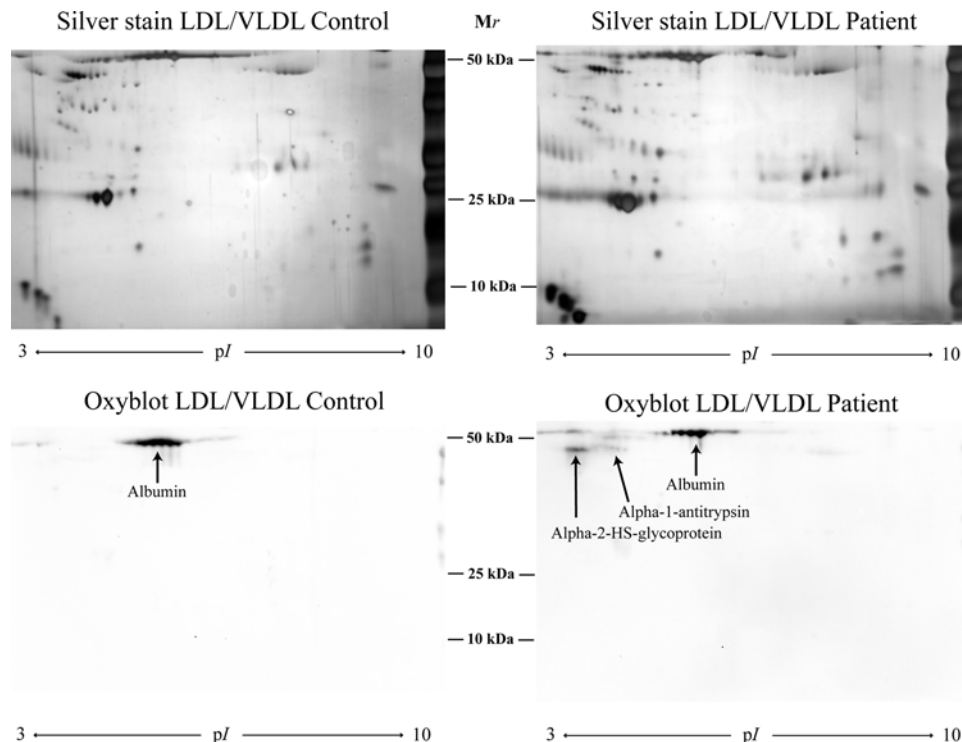 Silver stain LDL/VLDL Control
Mr
Silver stain LDL/VLDL Patient
50 kDa
25 kDa
10 kDa
3 pI 10
3 pI 10
Oxyblot LDL/VLDL Control
Oxyblot LDL/VLDL Patient
50 kDa
Albumin
Albumin
Alpha-1-antitrypsin
Alpha-2-HS-glycoprotein
25 kDa
10 kDa
3 pI 10
3 pI 10